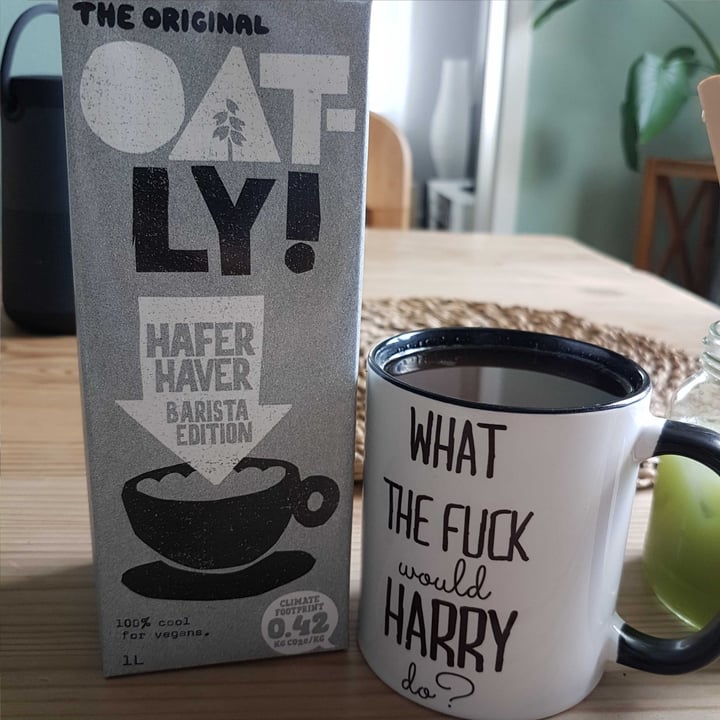 THE ORIGINAL
OAT-
LY!
HAFER
HAVER
BARISTA
EDITION
100% cool
for vegans.
1L
CLIMATE
FOOTPRINT
0.42
KG CO2e/KG
WHAT
THE FUCK
would
HARRY
do?